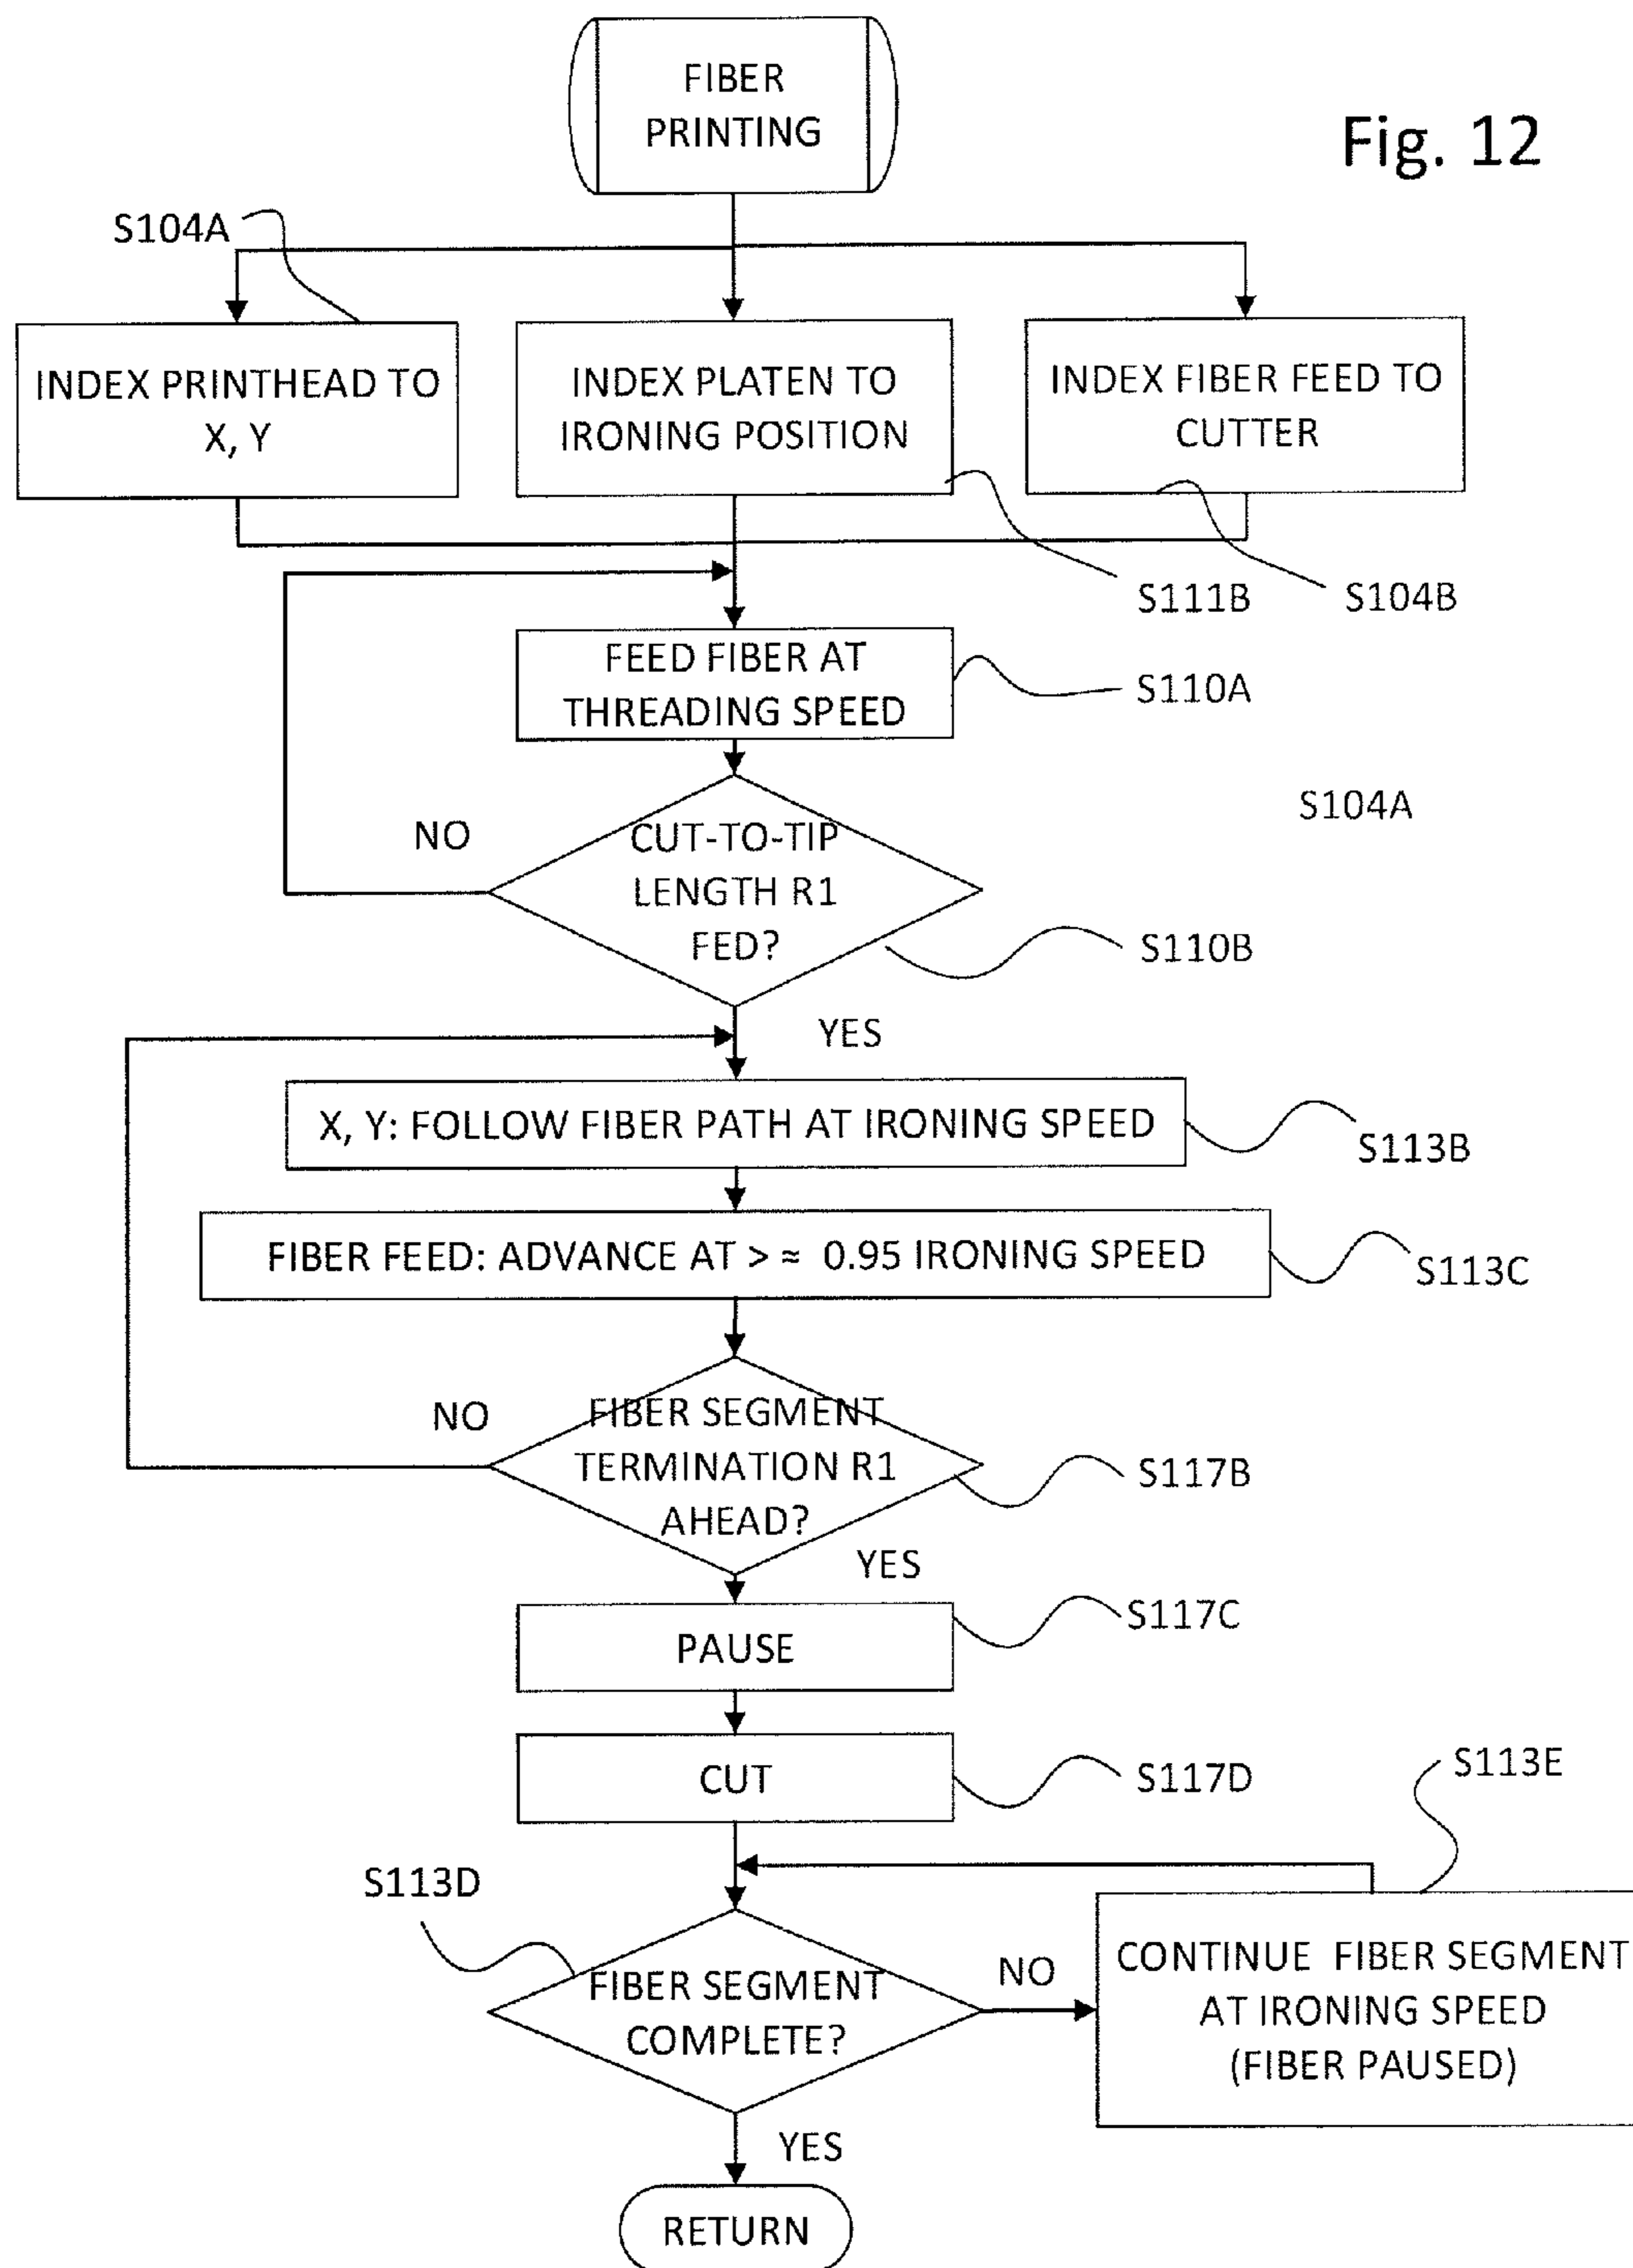 FIBER
PRINTING
Fig. 12
S104A
INDEX PRINTHEAD TO
X, Y
INDEX PLATEN TO
IRONING POSITION
INDEX FIBER FEED TO
CUTTER
S111B
S104B
FEED FIBER AT
THREADING SPEED
S110A
S104A
NO
CUT-TO-TIP
LENGTH R1
FED?
S110B
YES
X, Y: FOLLOW FIBER PATH AT IRONING SPEED
S113B
FIBER FEED: ADVANCE AT > ≈ 0.95 IRONING SPEED
S113C
NO
FIBER SEGMENT
TERMINATION R1
AHEAD?
S117B
YES
PAUSE
S117C
CUT
S117D
S113E
S113D
FIBER SEGMENT
COMPLETE?
NO
CONTINUE FIBER SEGMENT
AT IRONING SPEED
(FIBER PAUSED)
YES
RETURN